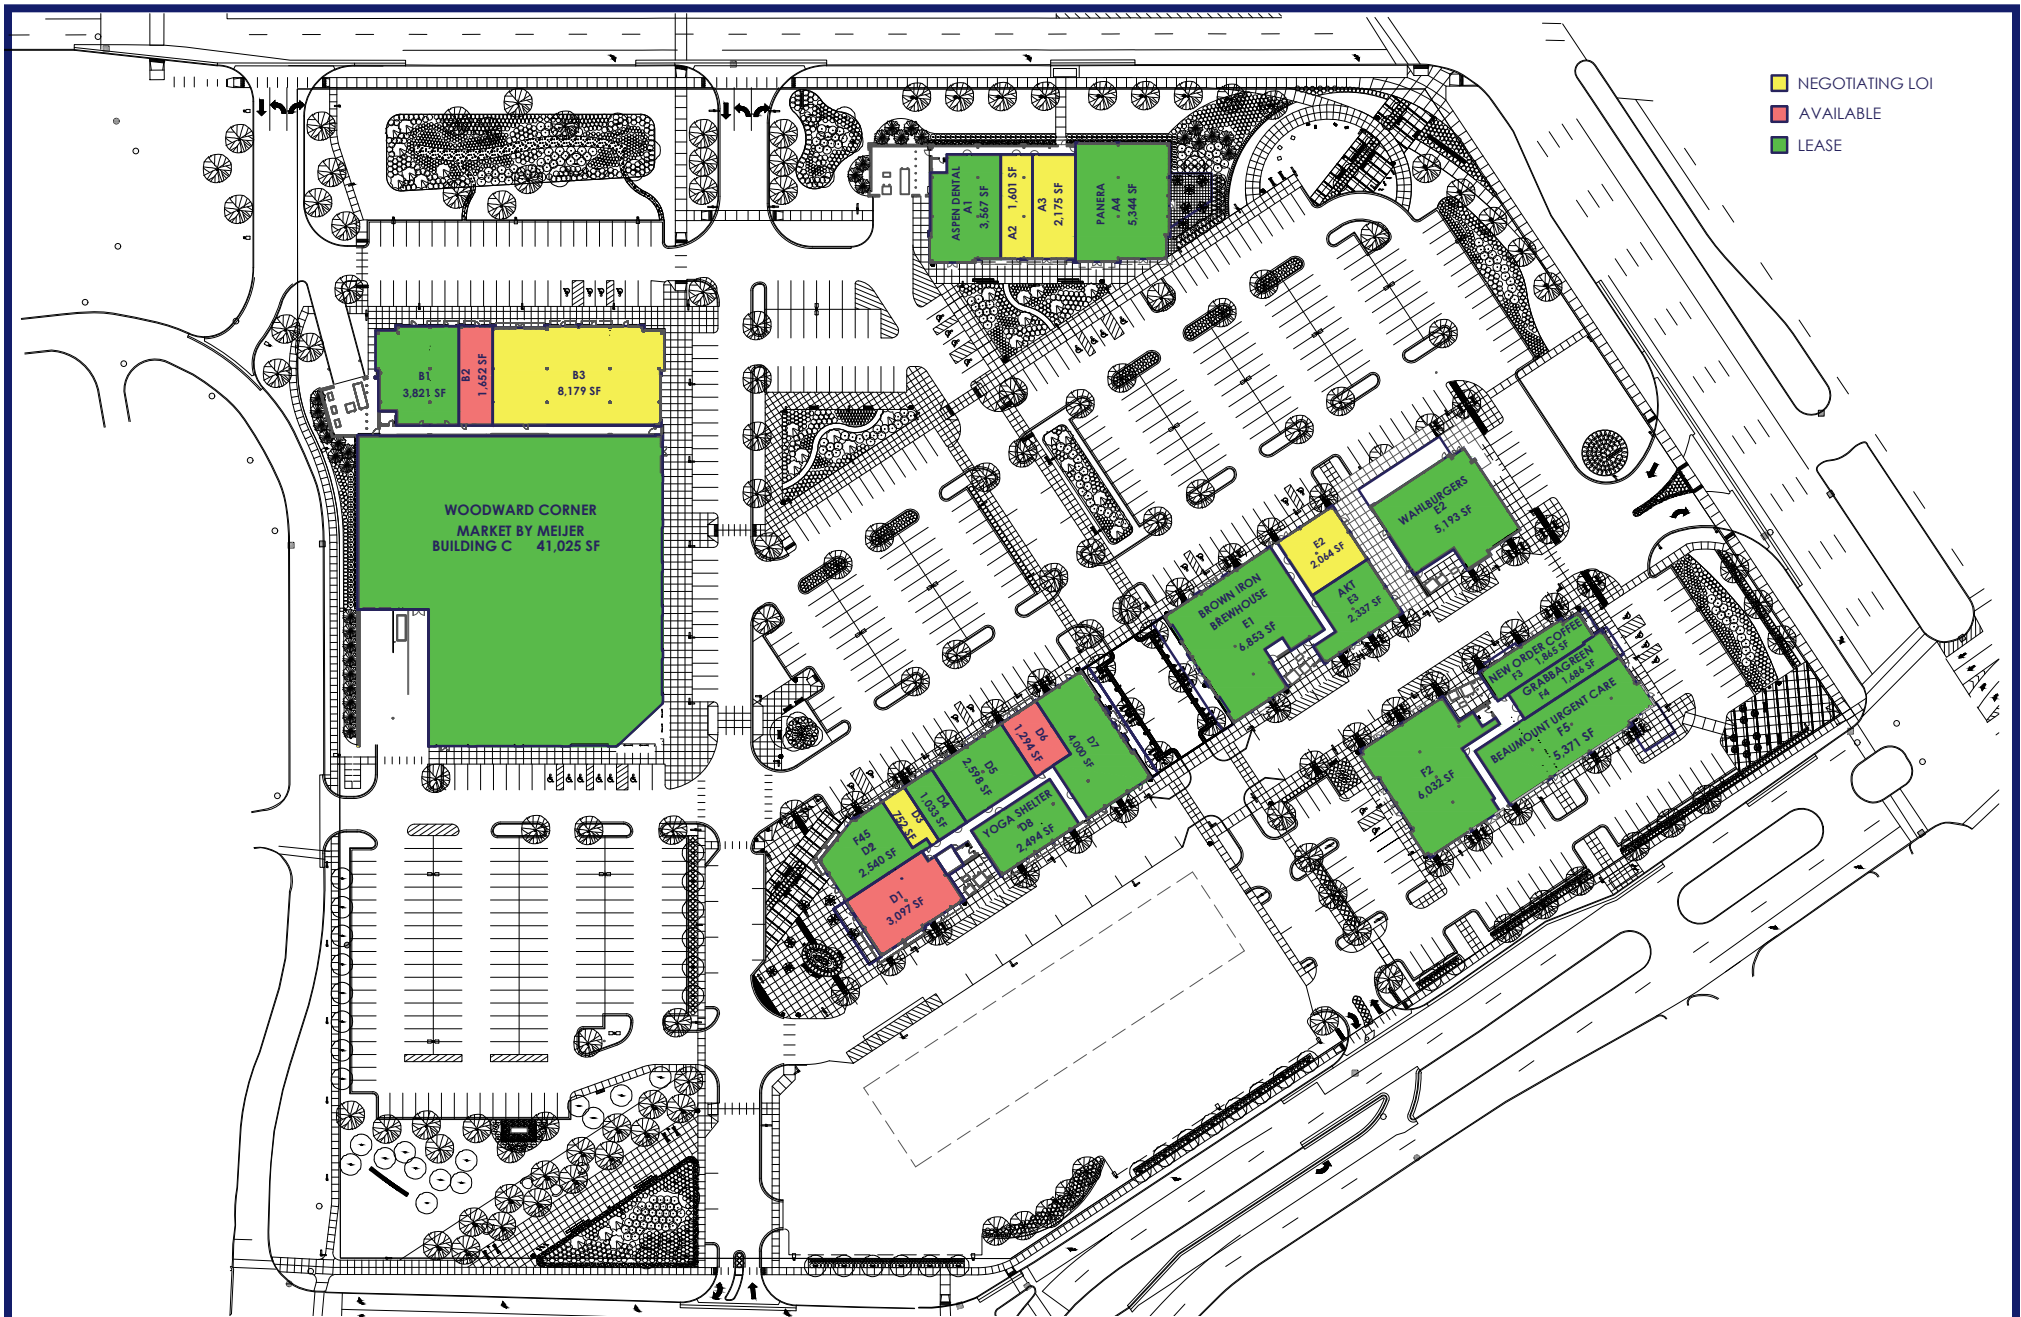 NEGOTIATING LOI
AVAILABLE
LEASE
ASPEN DENTAL
A1
3,567 SF
A2 1,601 SF
A3
2,175 SF
PANERA
A4
5,344 SF
B1
3,821 SF
B2
1,652 SF
B3
8,179 SF
WOODWARD CORNER
MARKET BY MEIJER
BUILDING C 41,025 SF
WAHLBURGERS
E2
5,193 SF
E2
2,064 SF
AKT
E3
2,337 SF
BROWN IRON
BREWHOUSE
E1
6,853 SF
NEW ORDER COFFEE
F3 1,865 SF
GRABBAGREEN
F4 1,686 SF
BEAUMOUNT URGENT CARE
F5
5,371 SF
F2
6,032 SF
D7
4,000 SF
D6
1,294 SF
D5
2,598 SF
D4
1,033 SF
D3
752 SF
F45
D2
2,540 SF
YOGA SHELTER
D8
2,494 SF
D1
3,097 SF